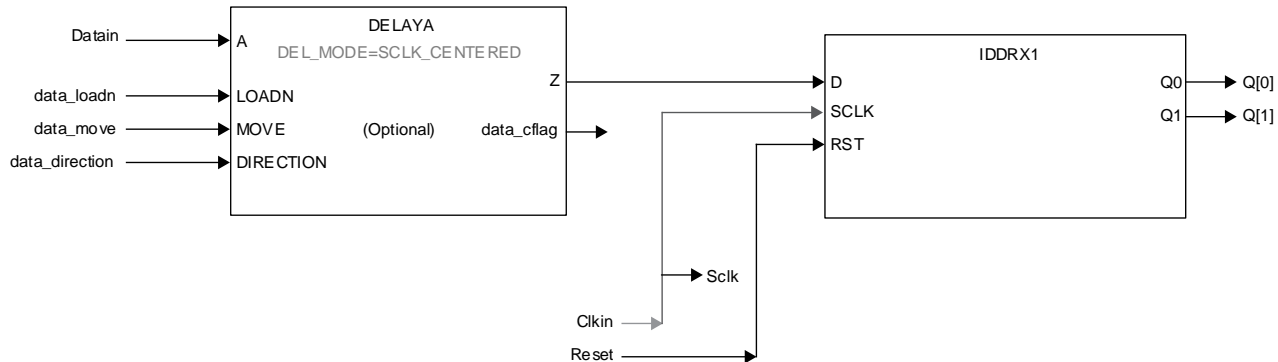 DELAYA
DEL_MODE=SCLK_CENTERED
Datain
A
IDDRX1
Z
D
Q0
Q[0]
data_loadn
LOADN
SCLK
Q1
Q[1]
data_move
MOVE
(Optional)
data_cflag
RST
data_direction
DIRECTION
Sclk
Clkin
Reset